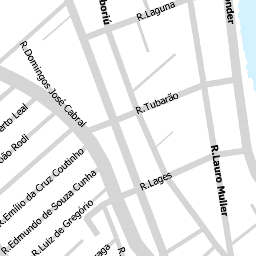 R.Laguna
R.Domingos José Cabral
R.Tubarão
R.Lauro Muller
R.Lages
R.Emílio da Cruz Coutinho
R.Edmundo de Souza Cunha
R.Luiz de Gregório